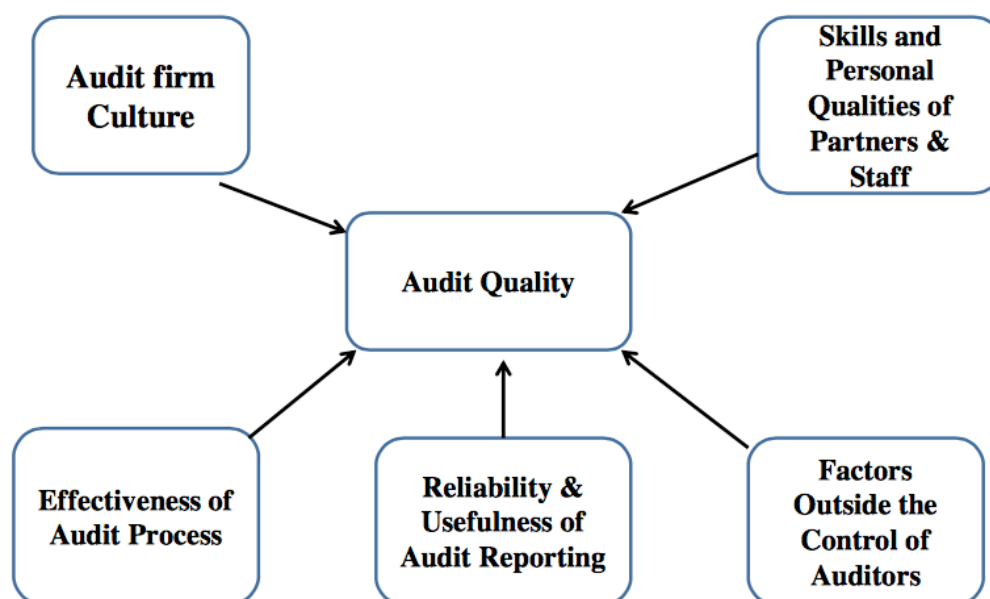 Audit firm
Culture
Skills and
Personal
Qualities of
Partners &
Staff
Audit Quality
Effectiveness of
Audit Process
Reliability &
Usefulness of
Audit Reporting
Factors
Outside the
Control of
Auditors